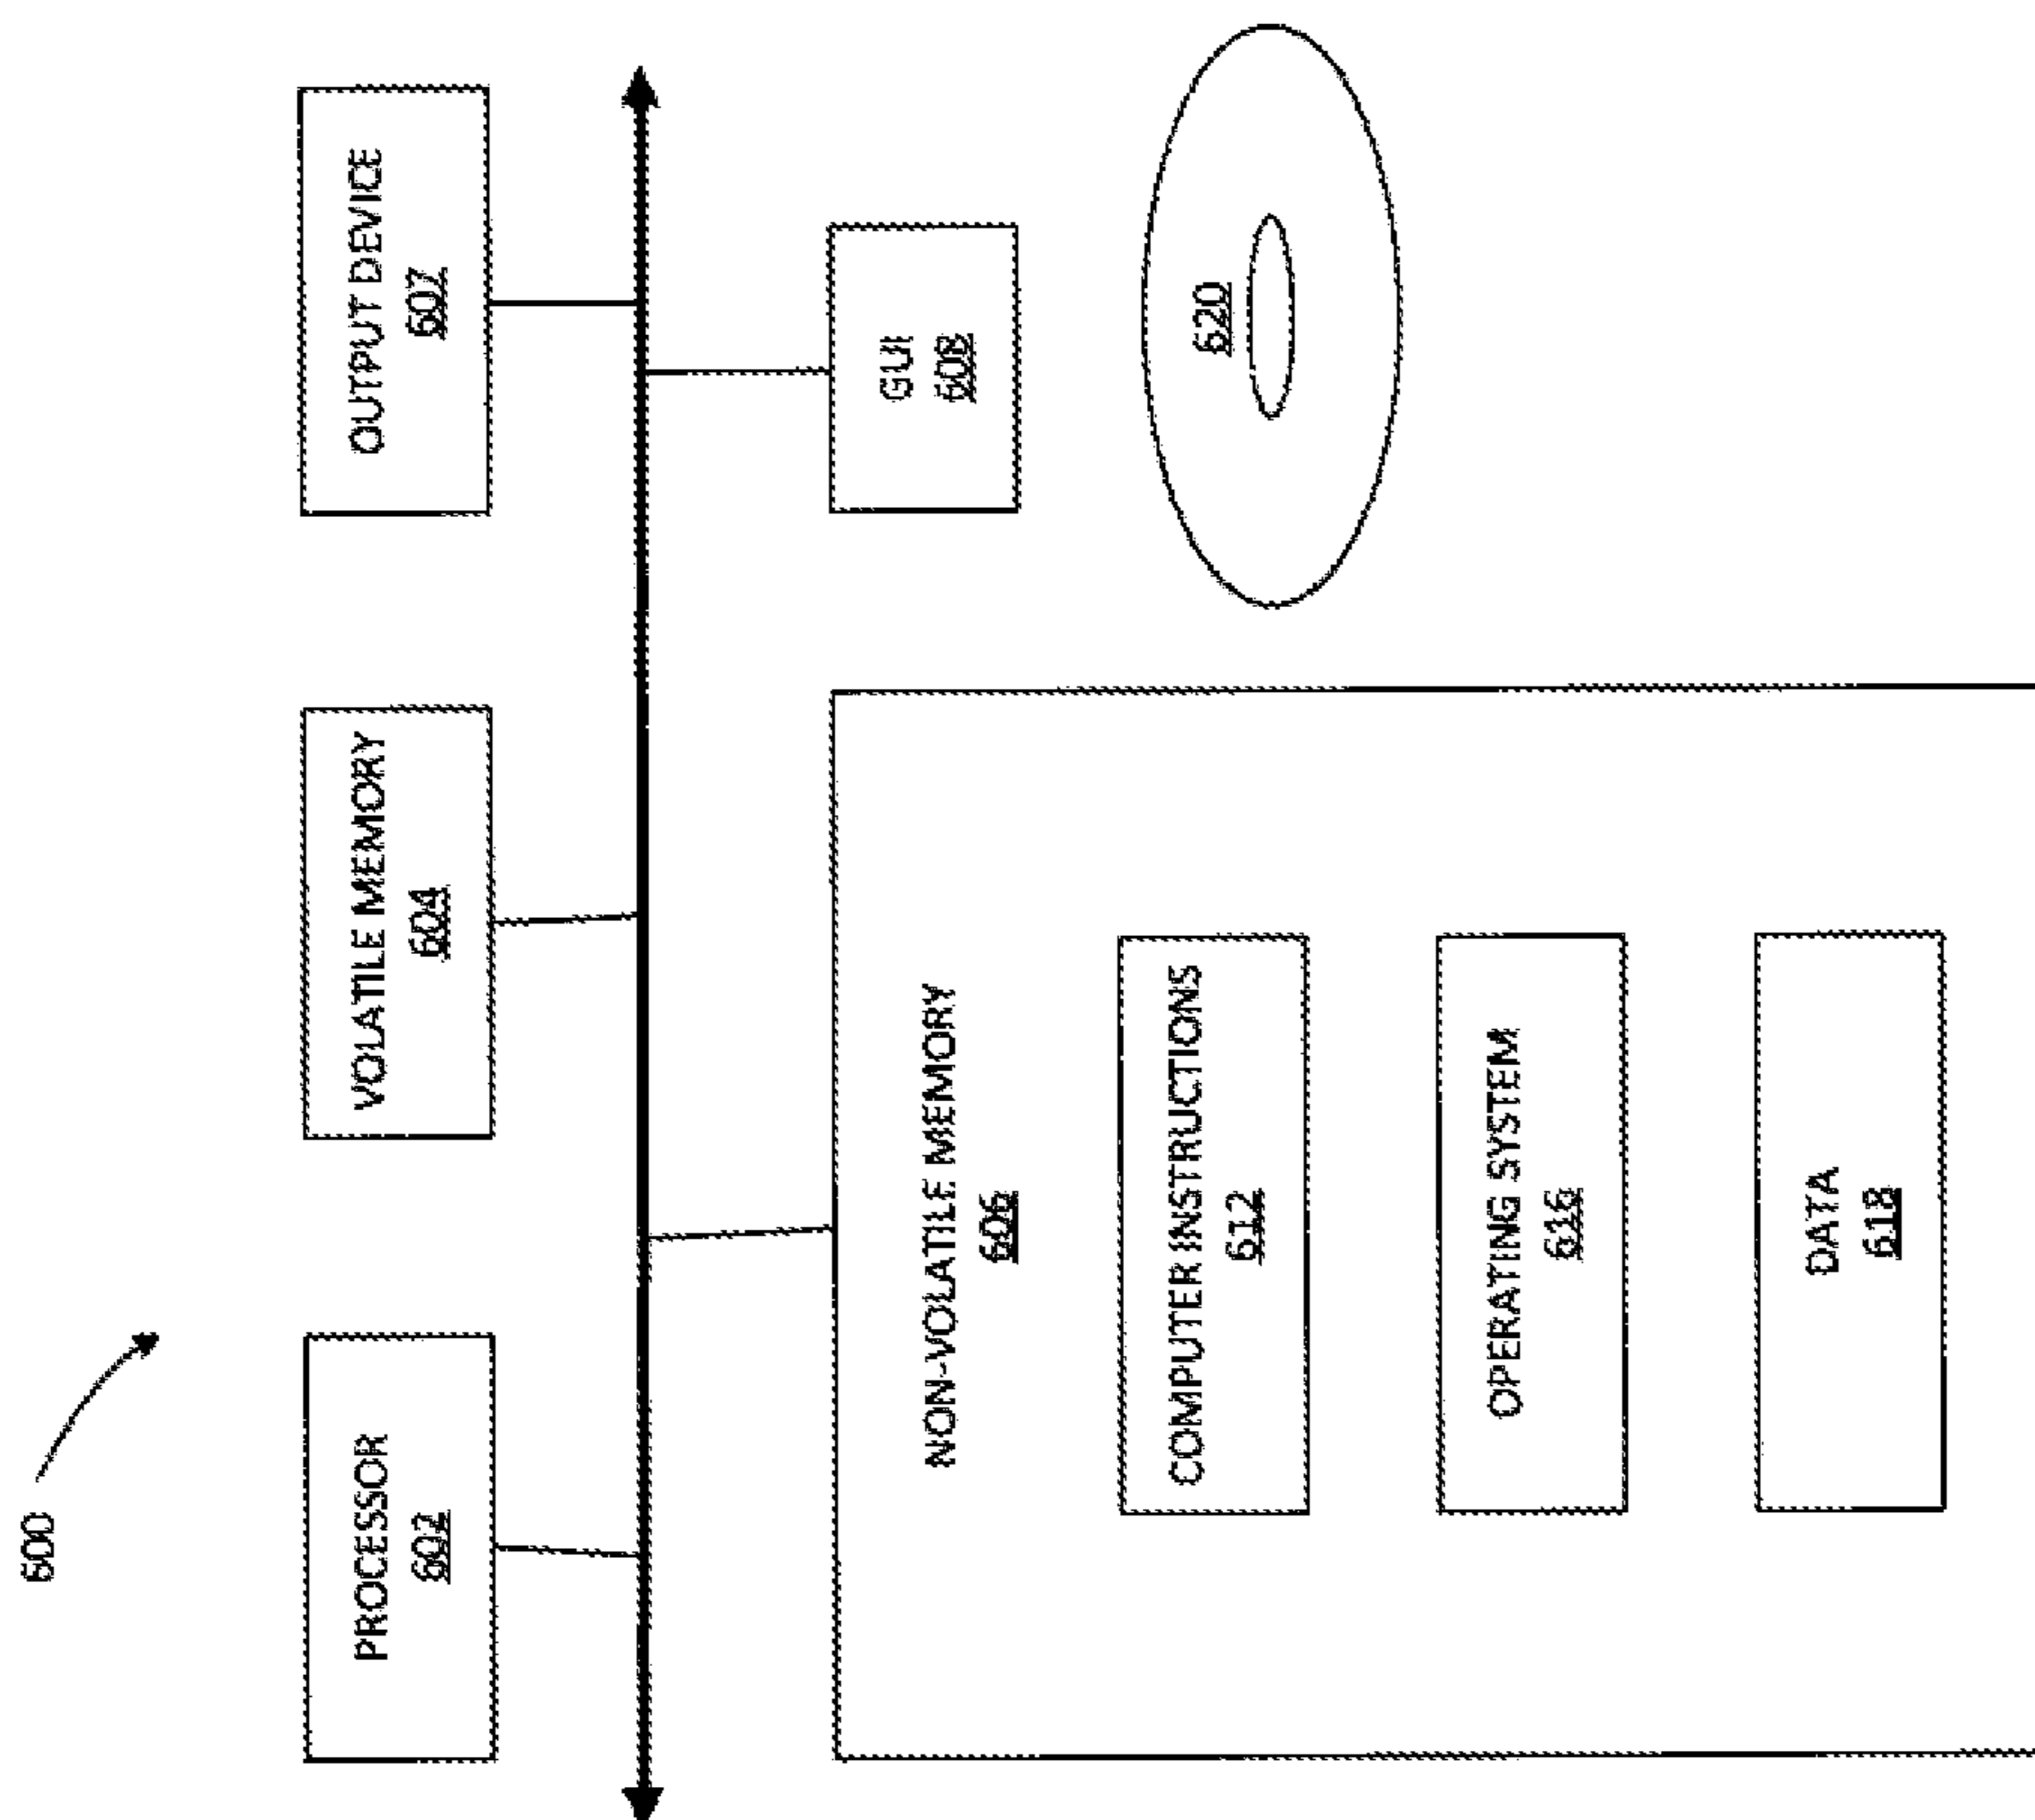 600
PROCESSOR
602
VOLATILE MEMORY
604
OUTPUT DEVICE
607
NON-VOLATILE MEMORY
606
COMPUTER INSTRUCTIONS
612
OPERATING SYSTEM
616
DATA
618
GUI
608
620